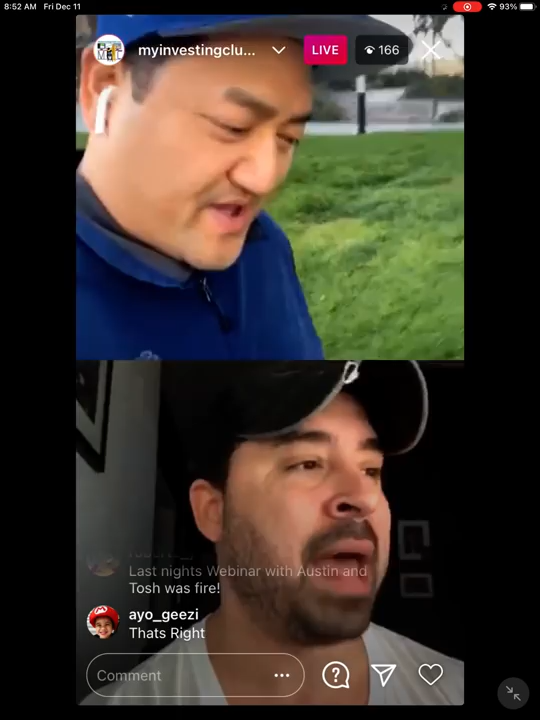 8:52 AM Fri Dec 11
93%
myinvestingclu...
LIVE
166
Last nights Webinar with Austin and
Tosh was fire!
ayo_geezi
Thats Right
Comment